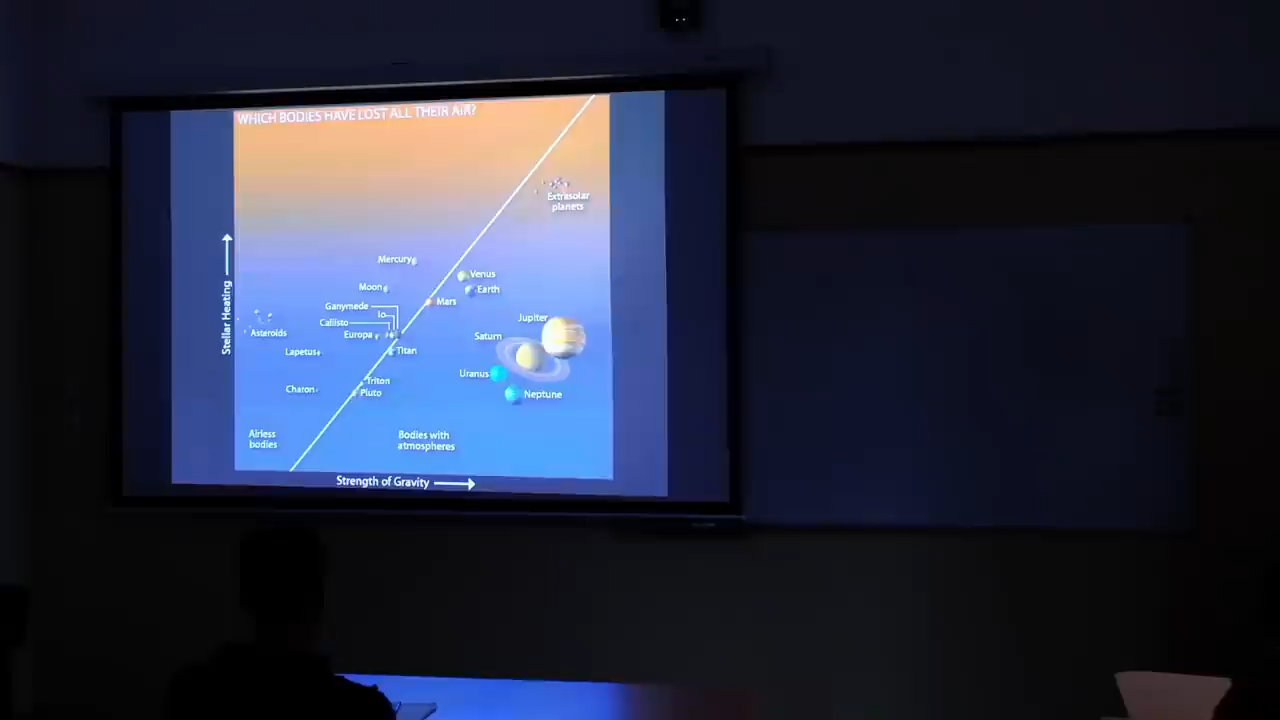 WHICH BODIES HAVE LOST ALL THEIR AIR?
Extrasolar
planets
Mercury
Venus
Moon
Earth
Mars
Ganymede
Io
Callisto
Europa
Asteroids
Jupiter
Saturn
Lapetus
Titan
Uranus
Triton
Charon
Pluto
Neptune
Airless
bodies
Bodies with
atmospheres
Stellar Heating
Strength of Gravity